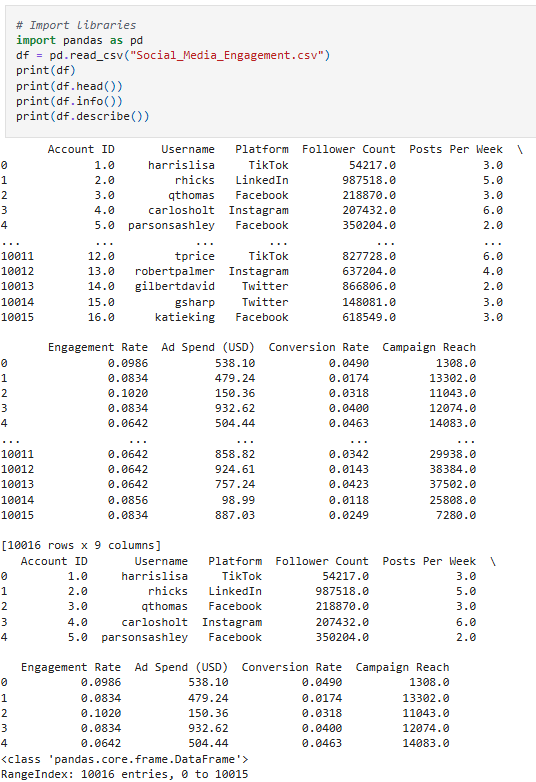 # Import Libraries
import pandas as pd
df = pd.read_csv("Social_Media_Engagement.csv")
print(df)
print(df.head())
print(df.info())
print(df.describe())
Account ID Username Platform Follower Count Posts Per Week \
0 1.0 harrislisa TikTok 54217.0 3.0
1 2.0 rhicks LinkedIn 987518.0 5.0
2 3.0 qthomas Facebook 218870.0 3.0
3 4.0 carlosholt Instagram 207432.0 6.0
4 5.0 parsonsashley Facebook 350204.0 2.0
... ... ... ... ... ...
10011 12.0 tprice TikTok 827728.0 6.0
10012 13.0 robertpalmer Instagram 637204.0 4.0
10013 14.0 gilbertdavid Twitter 866806.0 2.0
10014 15.0 gsharp Twitter 148081.0 3.0
10015 16.0 katieking Facebook 618549.0 3.0
Engagement Rate Ad Spend (USD) Conversion Rate Campaign Reach
0 0.0986 538.10 0.0490 1308.0
1 0.0834 479.24 0.0174 13302.0
2 0.1020 150.36 0.0318 11043.0
3 0.0834 932.62 0.0400 12074.0
4 0.0642 504.44 0.0463 14083.0
... ... ... ... ...
10011 0.0642 858.82 0.0342 29938.0
10012 0.0642 924.61 0.0143 38384.0
10013 0.0642 757.24 0.0423 37502.0
10014 0.0856 98.99 0.0118 25808.0
10015 0.0834 887.03 0.0249 7280.0
[10016 rows x 9 columns]
Account ID Username Platform Follower Count Posts Per Week \
0 1.0 harrislisa TikTok 54217.0 3.0
1 2.0 rhicks LinkedIn 987518.0 5.0
2 3.0 qthomas Facebook 218870.0 3.0
3 4.0 carlosholt Instagram 207432.0 6.0
4 5.0 parsonsashley Facebook 350204.0 2.0
Engagement Rate Ad Spend (USD) Conversion Rate Campaign Reach
0 0.0986 538.10 0.0490 1308.0
1 0.0834 479.24 0.0174 13302.0
2 0.1020 150.36 0.0318 11043.0
3 0.0834 932.62 0.0400 12074.0
4 0.0642 504.44 0.0463 14083.0
<class 'pandas.core.frame.DataFrame'>
RangeIndex: 10016 entries, 0 to 10015